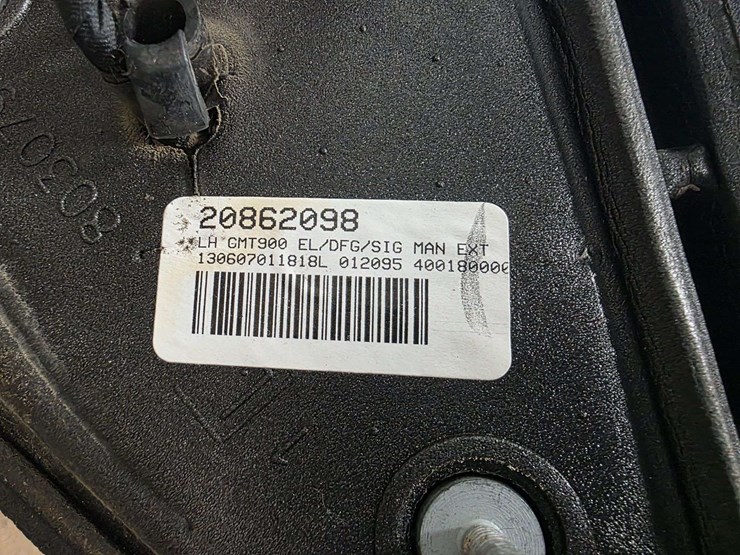 20862098
LH GMT900 EL/DFG/SIG MAN EXT
130607011818L 012095 400180000